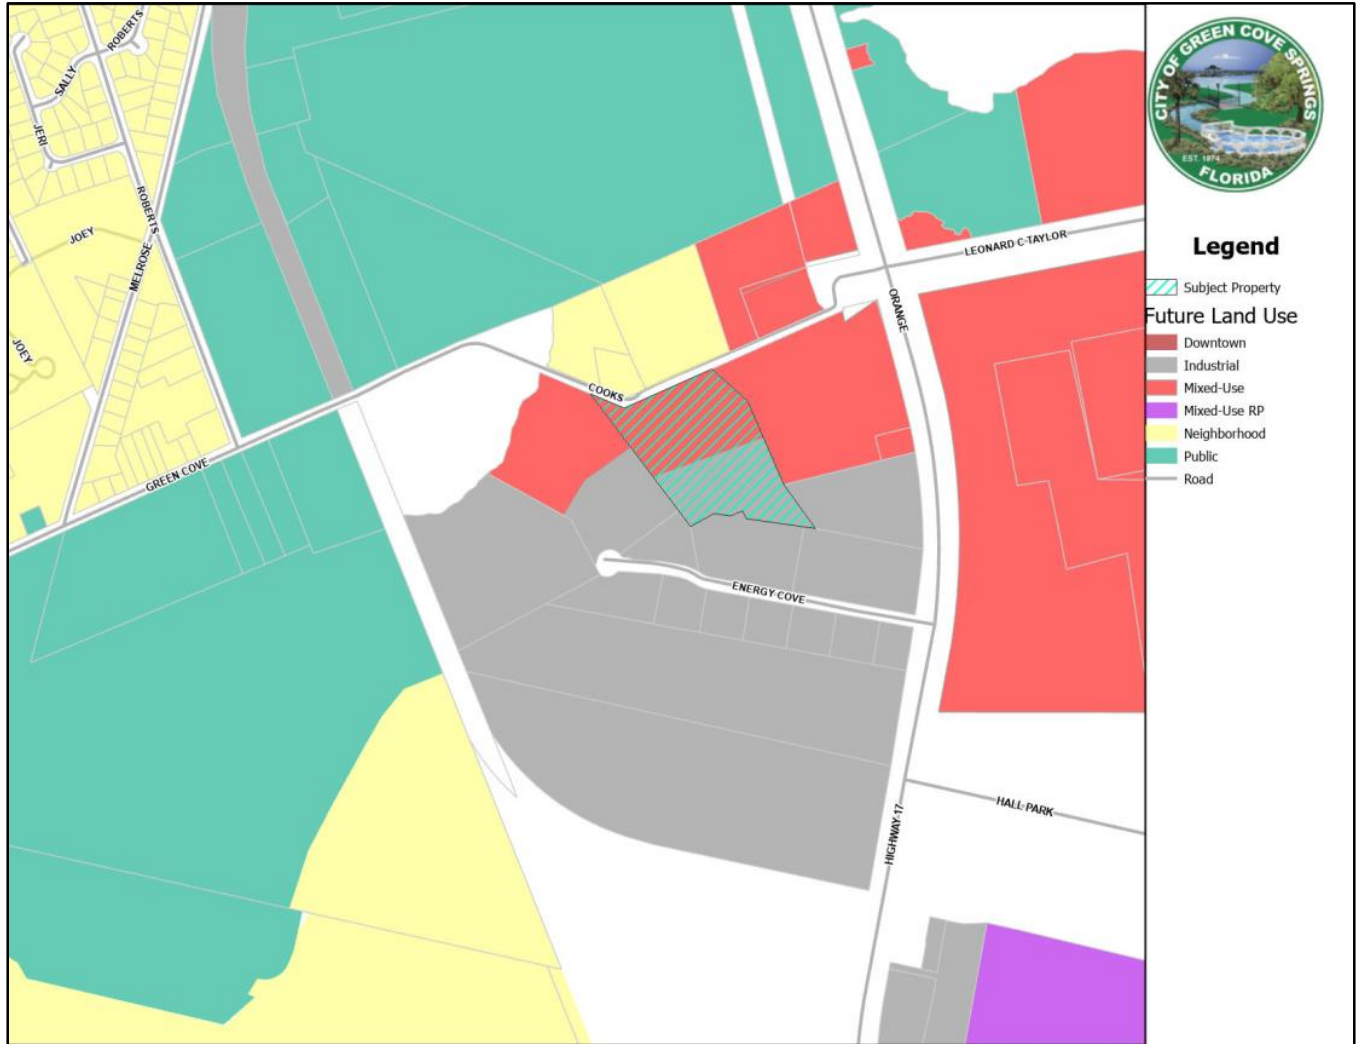 CITY OF GREEN COVE SPRINGS
EST. 1874
FLORIDA
Legend
Subject Property
Future Land Use
Downtown
Industrial
Mixed-Use
Mixed-Use RP
Neighborhood
Public
Road
ROBERTS
SALLY
JERI
ROBERTS
JOEY
MELROSE
JOEY
GREEN COVE
COOKS
LEONARD C TAYLOR
ORANGE
ENERGY COVE
HALL PARK
HIGHWAY 17